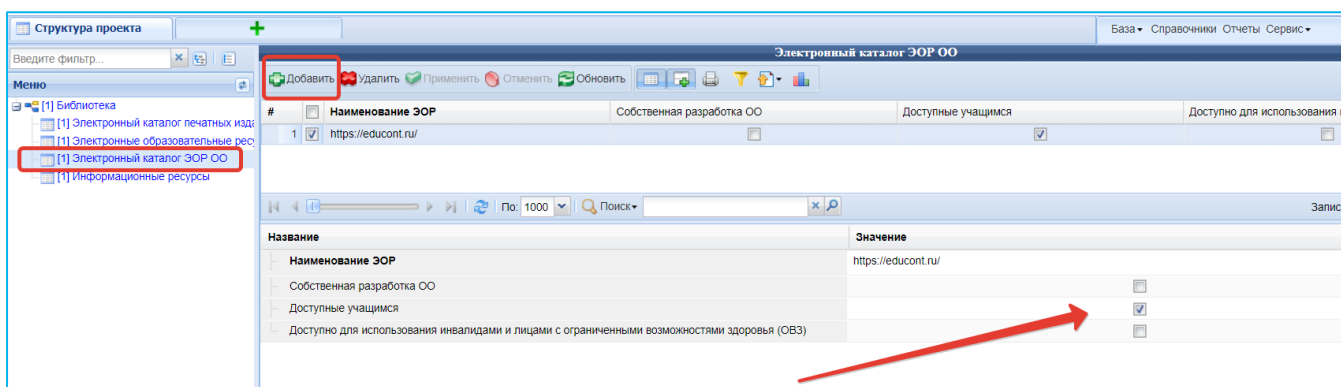 Структура проекта
База Справочники Отчеты Сервис
Введите фильтр...
Электронный каталог ЭОР ОО
Меню
Добавить Удалить Применить Отменить Обновить
[1] Библиотека
[1] Электронный каталог печатных изда
[1] Электронные образовательные рес
[1] Электронный каталог ЭОР ОО
[1] Информационные ресурсы
# Наименование ЭОР Собственная разработка ОО Доступные учащимся Доступно для использования
1 https://educont.ru/
По: 1000 Поиск
Запис
Название Значение
Наименование ЭОР https://educont.ru/
Собственная разработка ОО
Доступные учащимся
Доступно для использования инвалидами и лицами с ограниченными возможностями здоровья (ОВЗ)